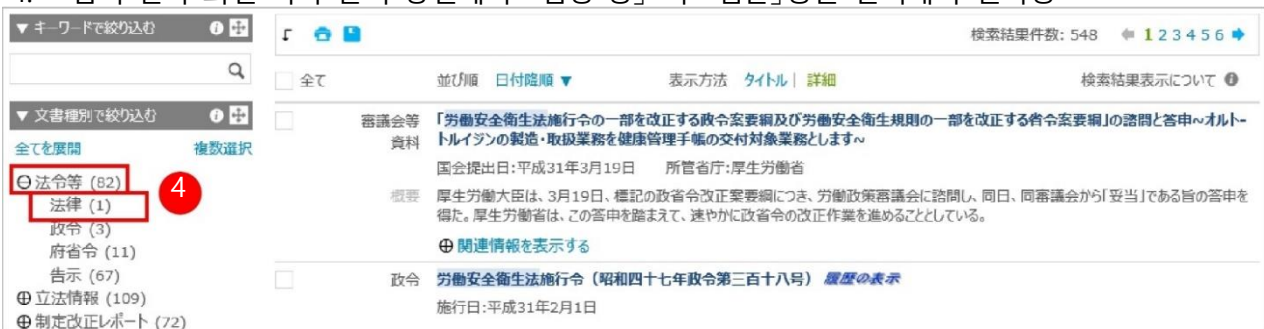 ▼ キーワードで絞り込む
検索結果件数: 548 1 2 3 4 5 6
全て 並び順 日付降順 ▼ 表示方法 タイトル | 詳細 検索結果表示について
▼ 文書種別で絞り込む
全てを展開 複数選択
法令等 (82)
4
法律 (1)
政令 (3)
府省令 (11)
告示 (67)
立法情報 (109)
制定改正レポート (72)
審議会等資料
「労働安全衛生法施行令の一部を改正する政令案要綱及び労働安全衛生規則の一部を改正する省令案要綱」の諮問と答申~オルト-
トルイジンの製造・取扱業務を健康管理手帳の交付対象業務とします~
国会提出日:平成31年3月19日 所管省庁:厚生労働省
概要 厚生労働大臣は、3月19日、標記の政省令改正案要綱につき、労働政策審議会に諮問し、同日、同審議会から「妥当」である旨の答申を
得た。厚生労働省は、この答申を踏まえて、速やかに政省令の改正作業を進めることとしている。
関連情報を表示する
政令 労働安全衛生法施行令(昭和四十七年政令第三百十八号) 履歴の表示
施行日:平成31年2月1日